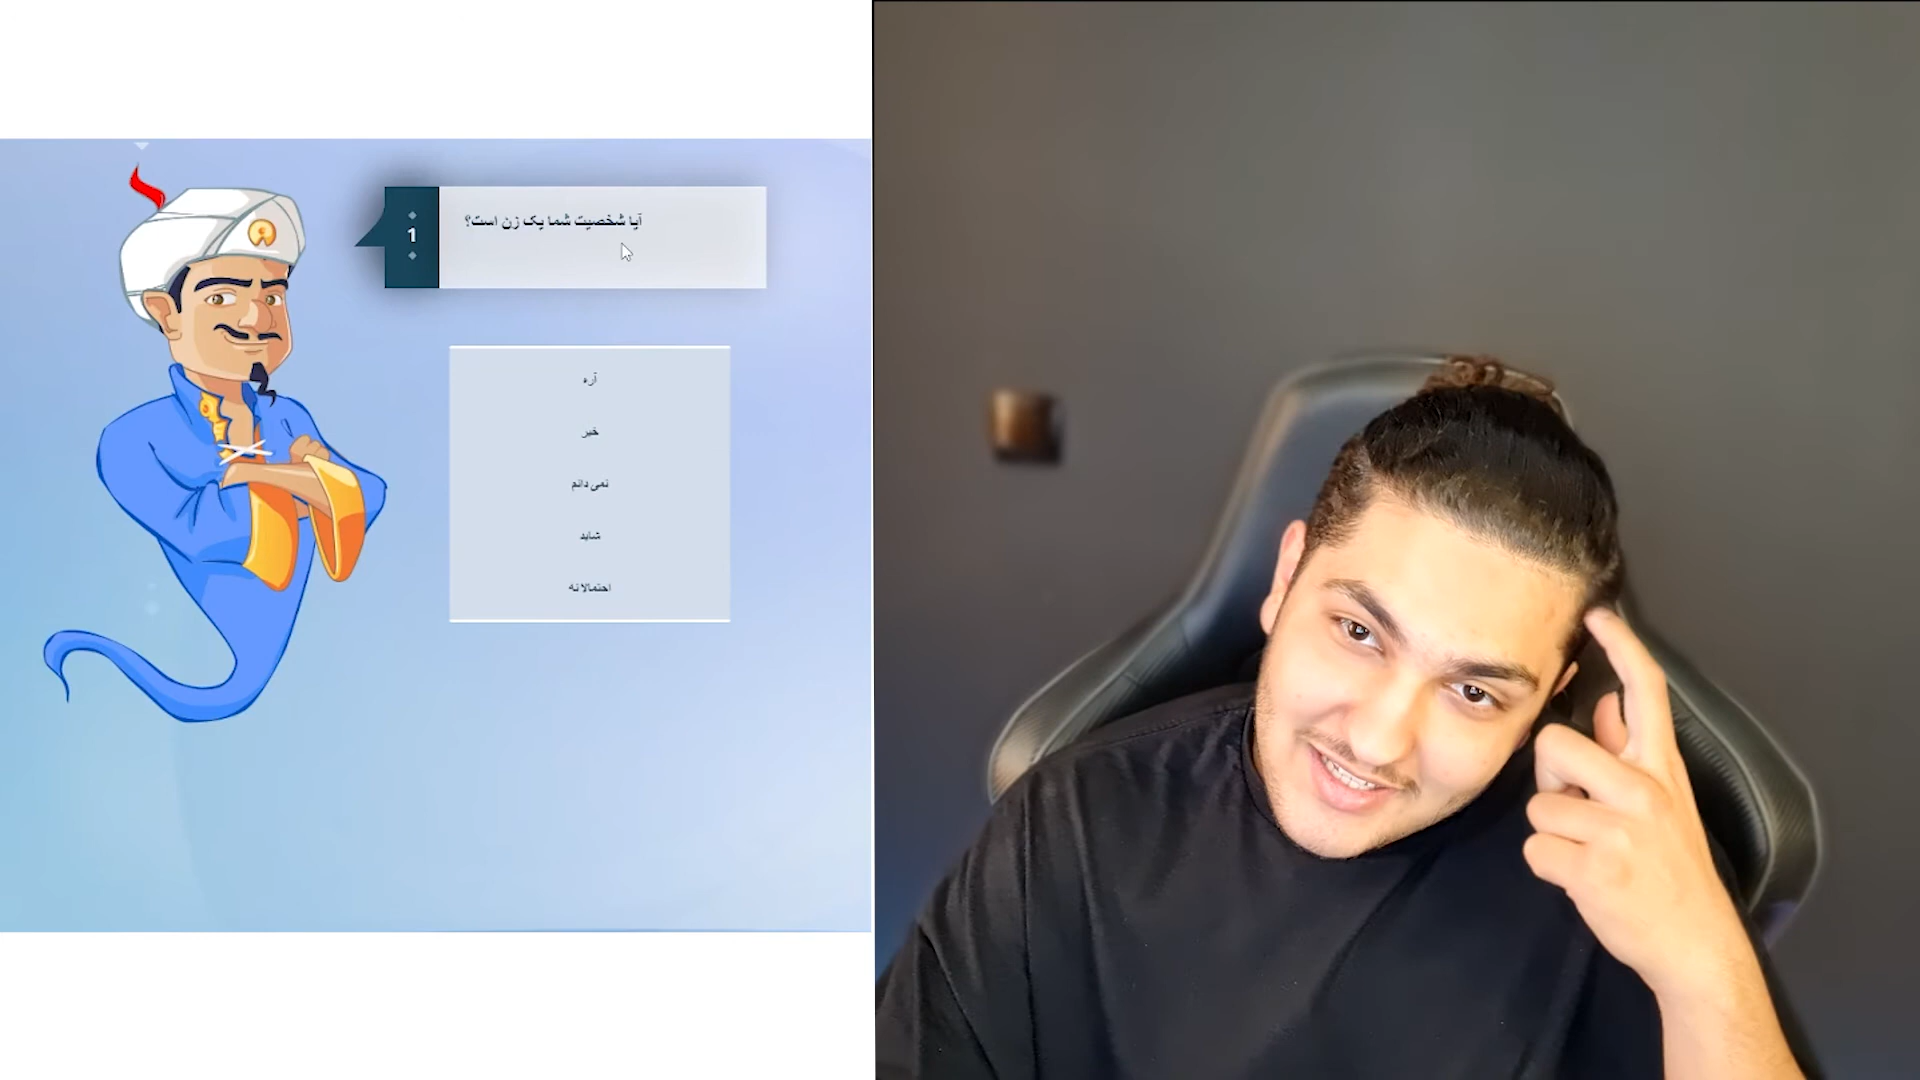 1
آیا شخصیت شما یک زن است؟
آره
خیر
نمی دانم
شاید
احتمالا نه